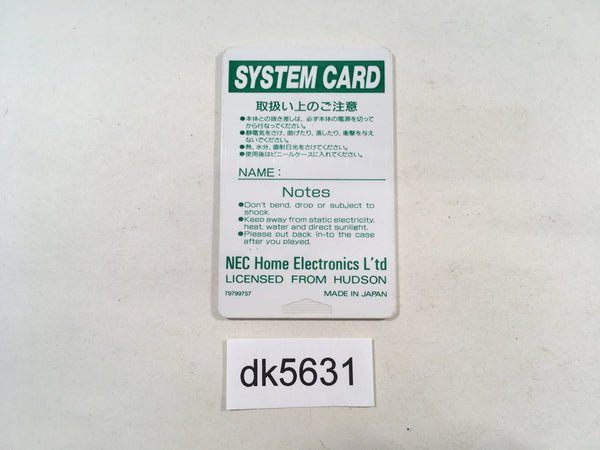 SYSTEM CARD
取扱い上のご注意
●本体との抜き差しは、必ず本体の電源を切って
から行なってください。
●静電気をさけ、曲げたり、落したり、衝撃を与え
ないでください。
●熱、水分、直射日光をさけてください。
●使用後はビニールケースに入れてください。
NAME:
Notes
●Don't bend, drop or subject to
shock.
●Keep away from static electricity,
heat, water and direct sunlight.
●Please put back in-to the case
after you played.
NEC Home Electronics L'td
LICENSED FROM HUDSON
79799757 MADE IN JAPAN
dk5631